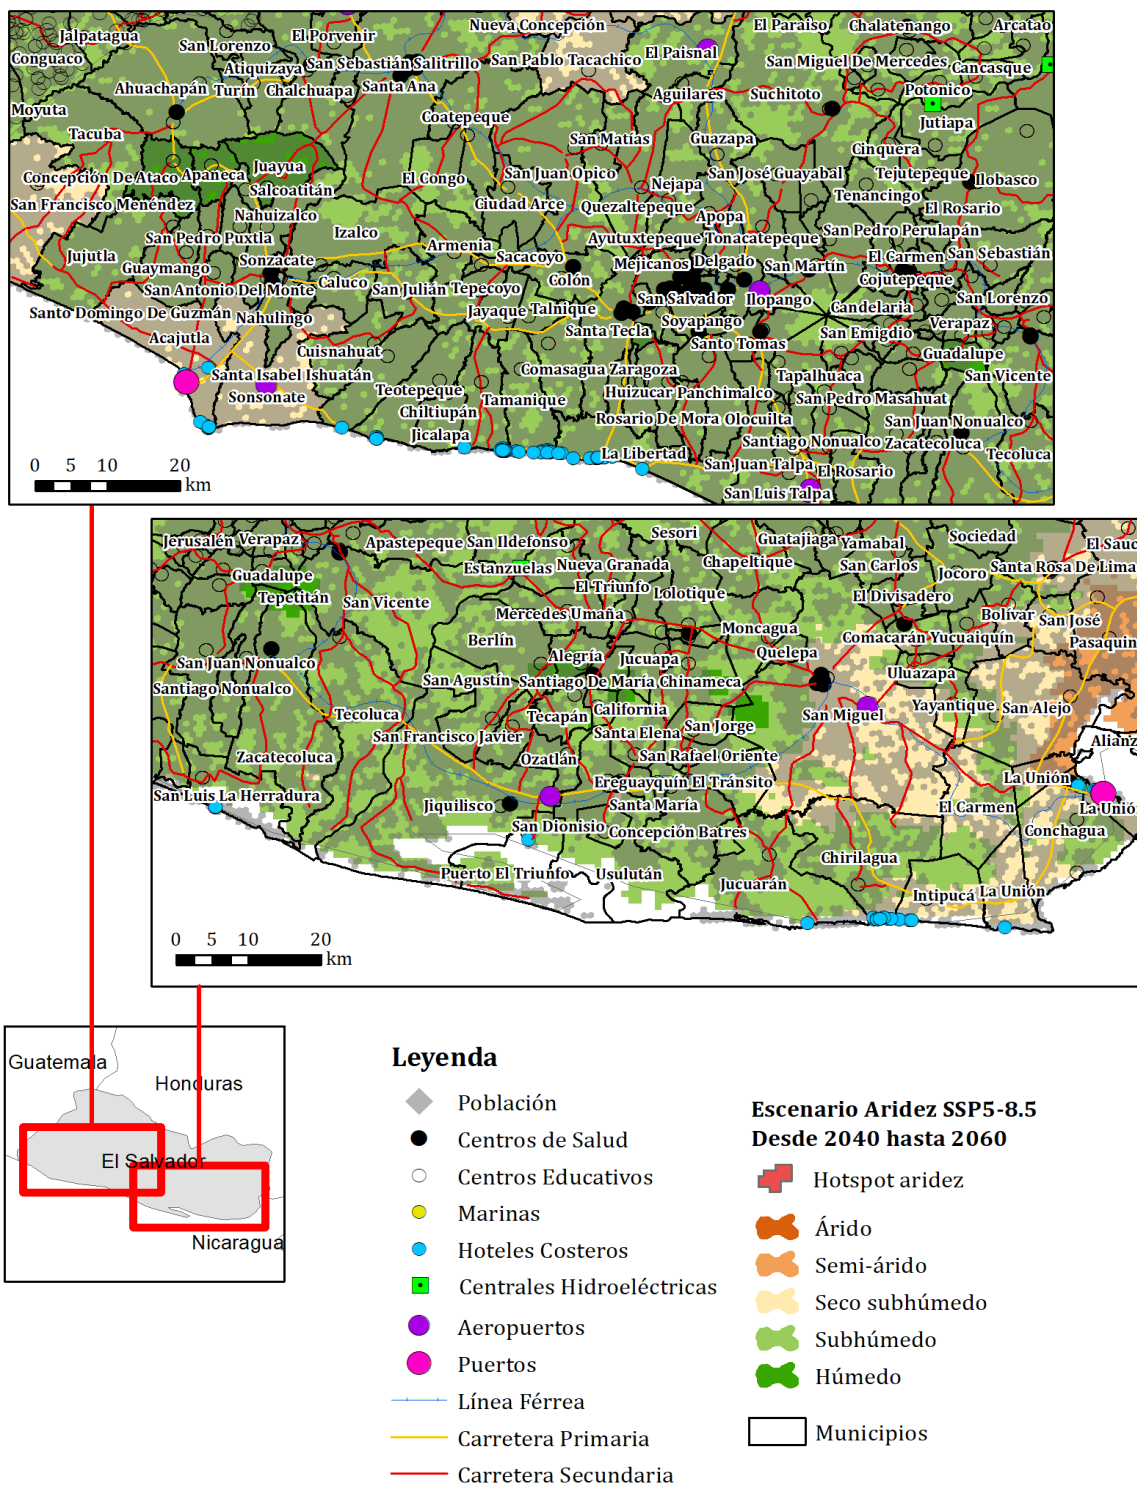 Nueva Concepción
El Paraiso
Chalatenango
Arcatao
Jalpatagua
San Lorenzo
El Porvenir
Conguaco
Atiquizaya
San Sebastián Salitrillo
San Pablo Tacachico
El Paisnal
San Miguel De Mercedes
Cancasque
Ahuachapán
Turín
Chalchuapa
Santa Ana
Aguilares
Suchitoto
Potonico
Moyuta
Coatepeque
Jutiapa
Tacuba
San Matías
Guazapa
Cinquera
Concepción De Ataco
Apaneca
Juayua
El Congo
San Juan Opico
San José Guayabal
Tejutepeque
Ilobasco
Salcoatitán
Nejapa
Tenancingo
San Francisco Menéndez
Nahuizalco
Ciudad Arce
Quezaltepeque
Apopa
El Rosario
San Pedro Puxtla
Izalco
Armenia
Ayutuxtepeque
Tonacatepeque
San Pedro Perulapán
Jujutla
Guaymango
Sonzacate
Sacacoyo
Mejicanos
Delgado
San Martín
El Carmen
San Sebastián
San Antonio Del Monte
Caluco
San Julián
Tepecoyo
Colón
Cojutepeque
Santo Domingo De Guzmán
Nahulingo
Jayaque
Talnique
San Salvador
Ilopango
Candelaria
San Lorenzo
Acajutla
Santa Tecla
Soyapango
San Emigdio
Verapaz
Cuisnahuat
Santo Tomas
Guadalupe
Santa Isabel Ishuatán
Comasagua
Zaragoza
Tapalhuaca
San Vicente
Sonsonate
Teotepeque
Tamanique
Huizucar
Panchimalco
San Pedro Masahuat
Chiltiupán
Rosario De Mora
Olocuilta
San Juan Nonualco
Jicalapa
La Libertad
Santiago Nonualco
Zacatecoluca
Tecoluca
San Juan Talpa
El Rosario
San Luis Talpa
0 5 10 20
km
Jerusalén
Verapaz
Apastepeque
San Ildefonso
Sesori
Guatajiaga
Yamabal
Sociedad
El Sauc
Guadalupe
Estanzuelas
Nueva Granada
Chapeltique
San Carlos
Jocoro
Santa Rosa De Lima
Tepetitán
San Vicente
El Triunfo
Lolotique
El Divisadero
Mercedes Umaña
Moncagua
Bolívar
San José
Berlín
Comacarán
Yucuaiquín
Pasaquin
San Juan Nonualco
Alegría
Jucuapa
Quelepa
Uluazapa
Santiago Nonualco
San Agustín
Santiago De María
Chinameca
Tecoluca
Tecapán
California
San Miguel
Yayantique
San Alejo
San Francisco Javier
Santa Elena
San Jorge
Alianz
Zacatecoluca
Ozatlán
San Rafael Oriente
San Luis La Herradura
Ereguayquín
El Tránsito
La Unión
Jiquilisco
Santa María
El Carmen
La Unión
San Dionisio
Concepción Batres
Conchagua
Puerto El Triunfo
Usulután
Chirilagua
Jucuarán
Intipucá
La Unión
0 5 10 20
km
Guatemala
Honduras
El Salvador
Nicaragua
Leyenda
Población
Centros de Salud
Centros Educativos
Marinas
Hoteles Costeros
Centrales Hidroeléctricas
Aeropuertos
Puertos
Línea Férrea
Carretera Primaria
Carretera Secundaria
Escenario Aridez SSP5-8.5
Desde 2040 hasta 2060
Hotspot aridez
Árido
Semi-árido
Seco subhúmedo
Subhúmedo
Húmedo
Municipios